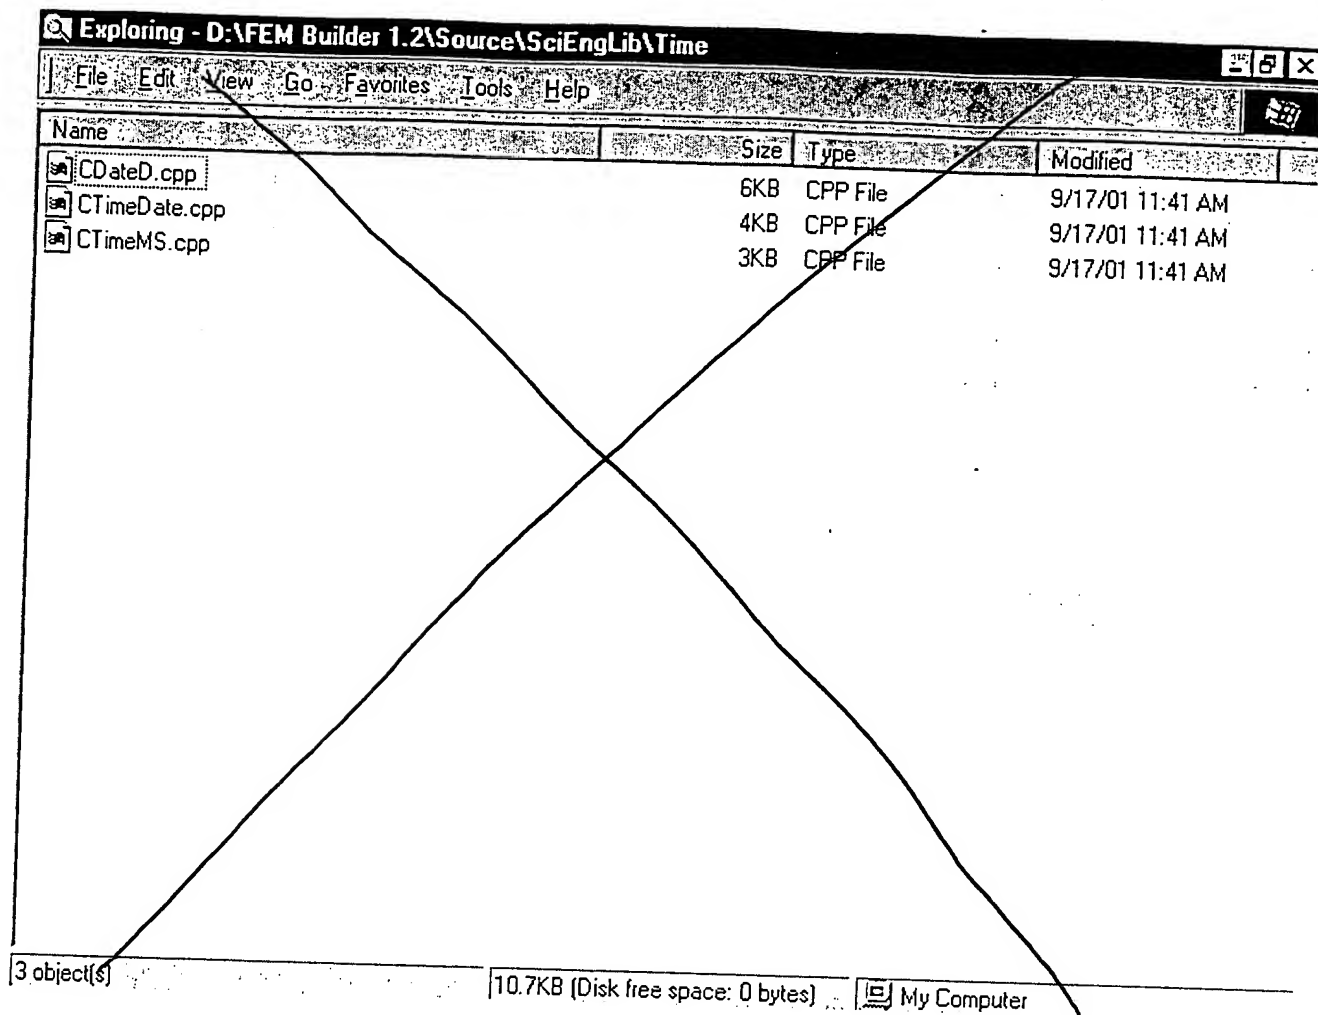 Exploring - D:\FEM Builder 1.2\Source\SciEngLib\Time
File Edit View Go Favorites Tools Help
Name Size Type Modified
CDateD.cpp 6KB CPP File 9/17/01 11:41 AM
CTimeDate.cpp 4KB CPP File 9/17/01 11:41 AM
CTimeMS.cpp 3KB CPP File 9/17/01 11:41 AM
3 object(s) 10.7KB (Disk free space: 0 bytes) My Computer